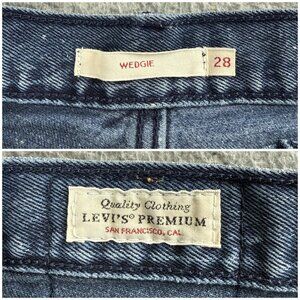 WEDGIE 28
Quality Clothing
LEVI'S® PREMIUM
SAN FRANCISCO, CAL